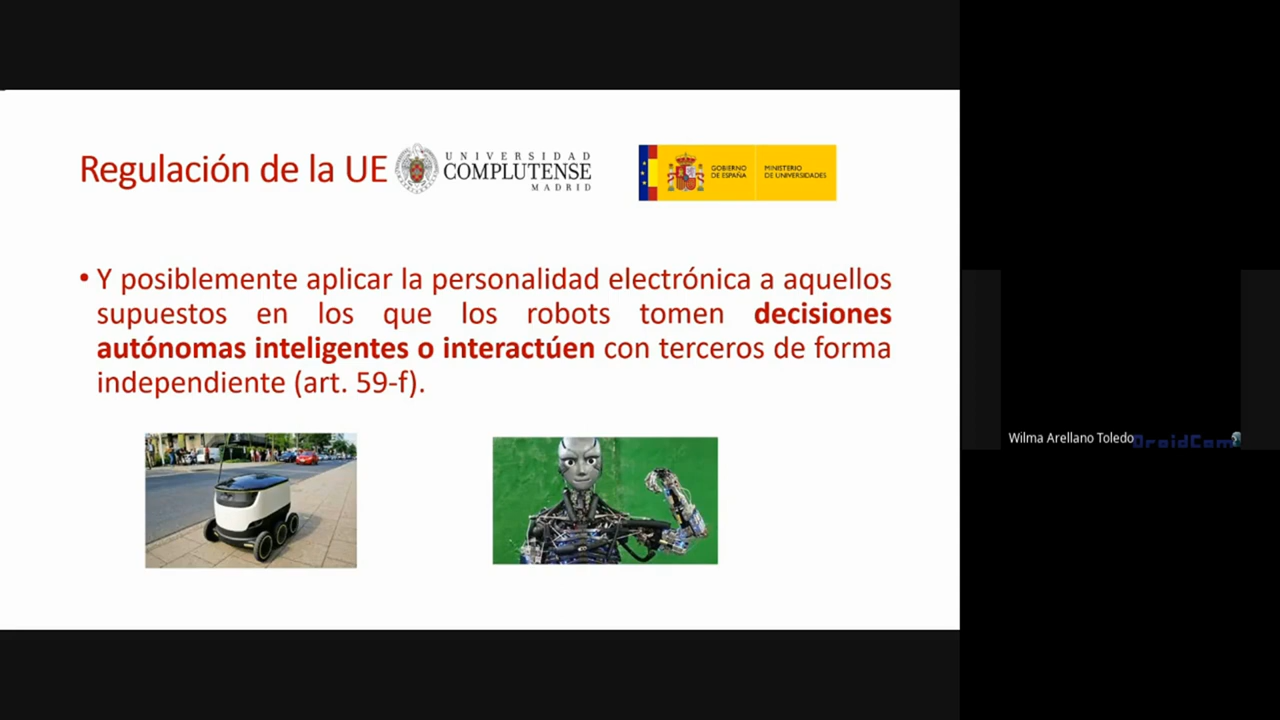 Regulación de la UE
UNIVERSIDAD
COMPLUTENSE
MADRID
GOBIERNO
DE ESPAÑA
MINISTERIO
DE UNIVERSIDADES
• Y posiblemente aplicar la personalidad electrónica a aquellos
supuestos en los que los robots tomen decisiones
autónomas inteligentes o interactúen con terceros de forma
independiente (art. 59-f).
Wilma Arellano Toledo
DroidCam